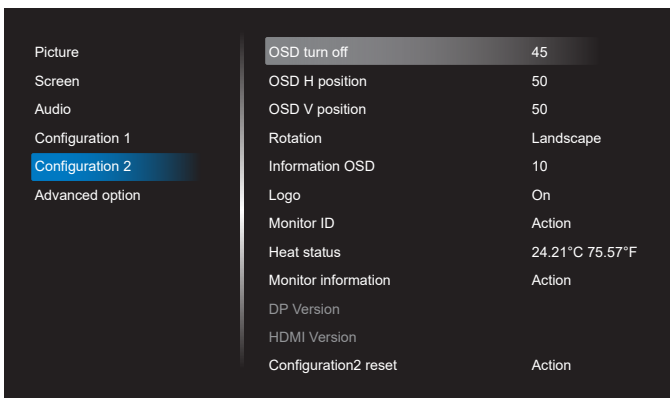 Picture
Screen
Audio
Configuration 1
Configuration 2
Advanced option
OSD turn off 45
OSD H position 50
OSD V position 50
Rotation Landscape
Information OSD 10
Logo On
Monitor ID Action
Heat status 24.21°C 75.57°F
Monitor information Action
DP Version
HDMI Version
Configuration2 reset Action